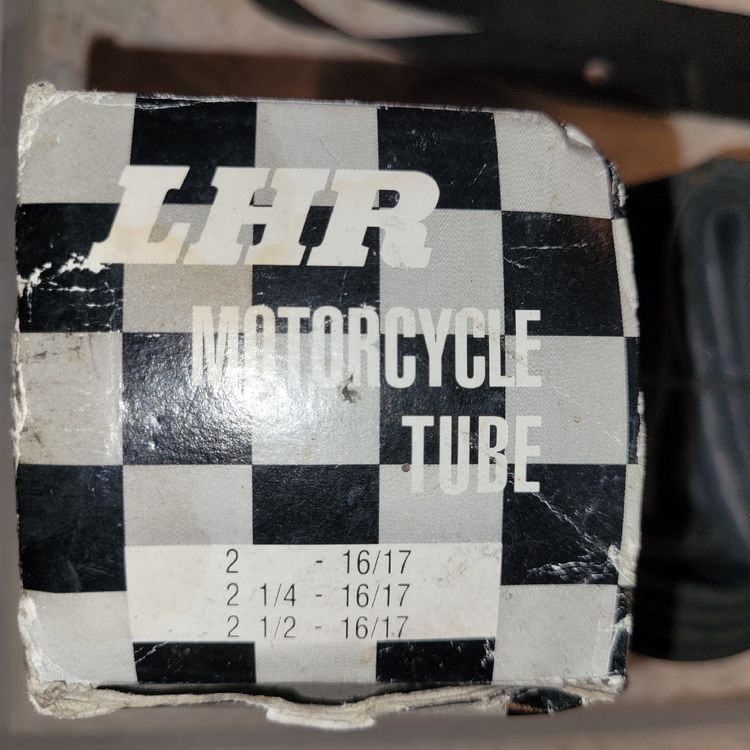 LHR
MOTORCYCLE
TUBE
2 - 16/17
2 1/4 - 16/17
2 1/2 - 16/17